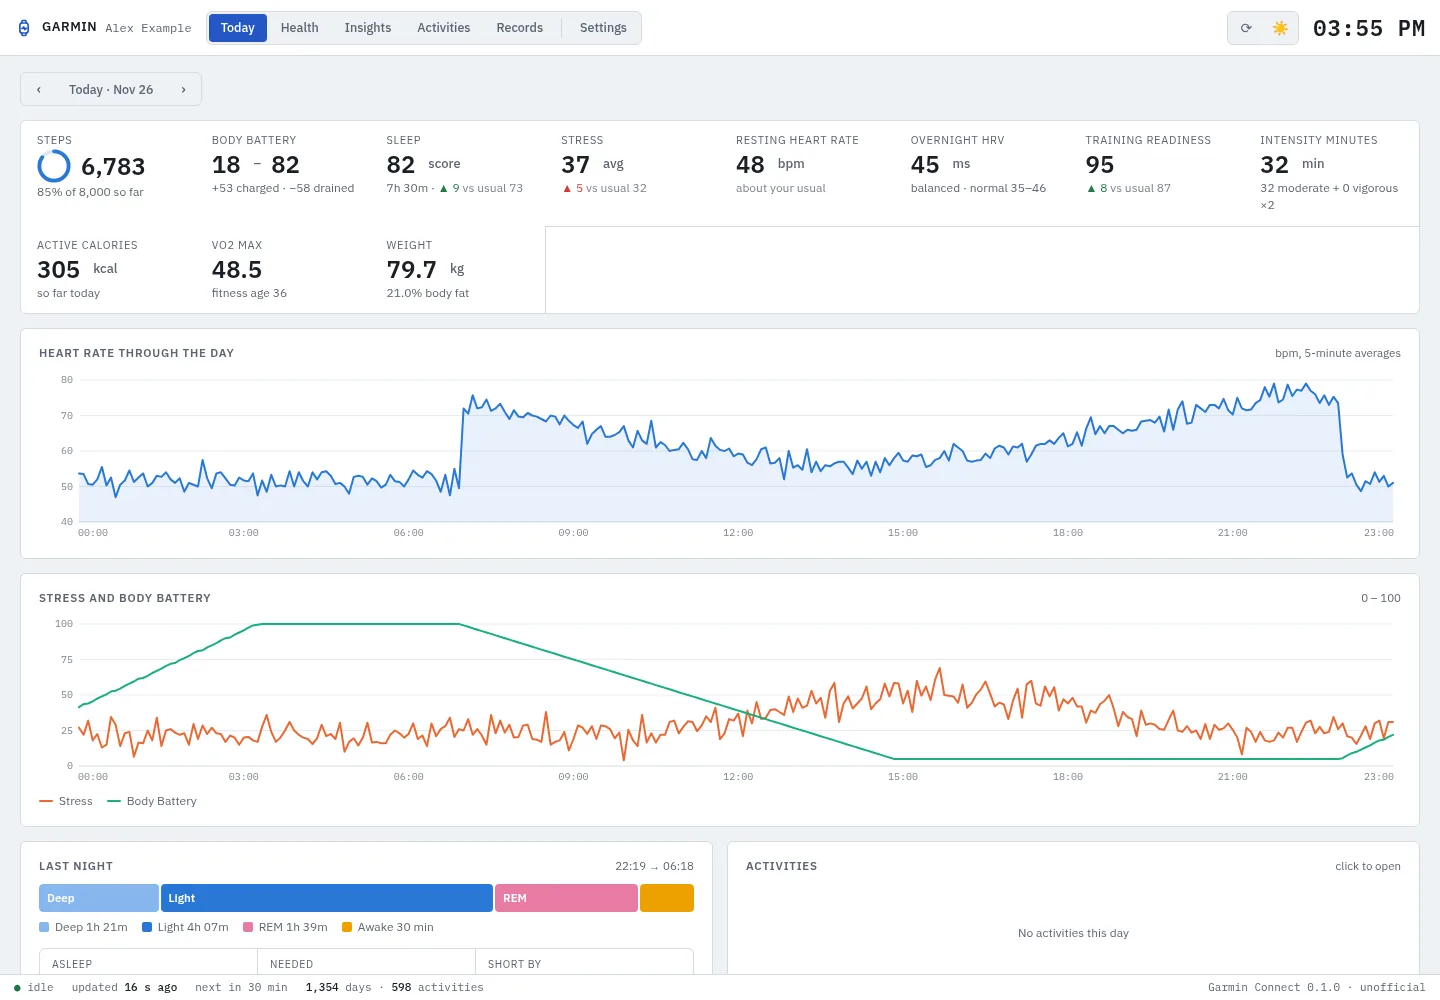 GARMIN Alex Example Today Health Insights Activities Records Settings 03:55 PM
‹ Today · Nov 26 ›
STEPS BODY BATTERY SLEEP STRESS RESTING HEART RATE OVERNIGHT HRV TRAINING READINESS INTENSITY MINUTES
6,783 18 – 82 82 score 37 avg 48 bpm 45 ms 95 32 min
85% of 8,000 so far +53 charged · −58 drained 7h 30m · ▲ 9 vs usual 73 ▲ 5 vs usual 32 about your usual balanced · normal 35–46 ▲ 8 vs usual 87 32 moderate + 0 vigorous
×2
ACTIVE CALORIES VO2 MAX WEIGHT
305 kcal 48.5 79.7 kg
so far today fitness age 36 21.0% body fat
HEART RATE THROUGH THE DAY bpm, 5-minute averages
80
70
60
50
40
00:00 03:00 06:00 09:00 12:00 15:00 18:00 21:00 23:00
STRESS AND BODY BATTERY 0 – 100
100
75
50
25
0
00:00 03:00 06:00 09:00 12:00 15:00 18:00 21:00 23:00
Stress Body Battery
LAST NIGHT 22:19 → 06:18
Deep Light REM
Deep 1h 21m Light 4h 07m REM 1h 39m Awake 30 min
ASLEEP NEEDED SHORT BY
ACTIVITIES click to open
No activities this day
idle updated 16 s ago next in 30 min 1,354 days · 598 activities Garmin Connect 0.1.0 · unofficial